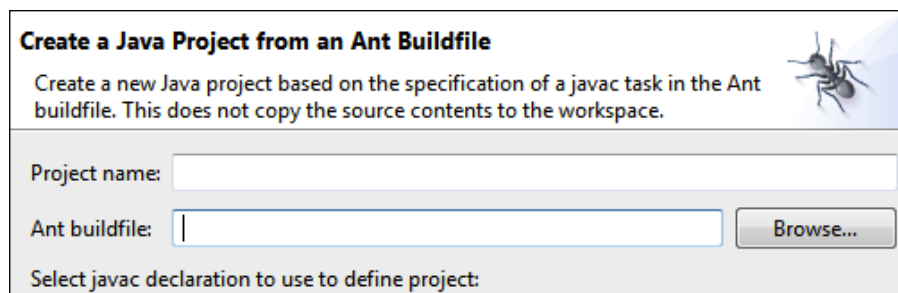 Create a Java Project from an Ant Buildfile
Create a new Java project based on the specification of a javac task in the Ant
buildfile. This does not copy the source contents to the workspace.
Project name:
Ant buildfile:
Browse...
Select javac declaration to use to define project: